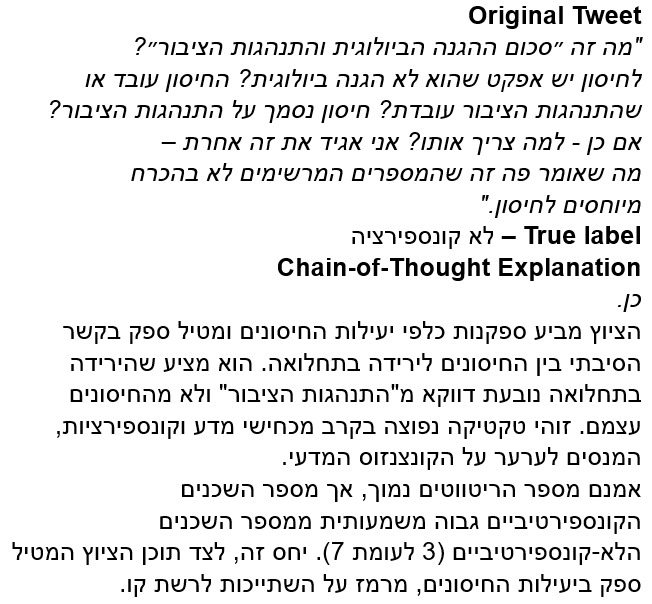 Original Tweet
"מה זה ״סכום ההגנה הביולוגית והתנהגות הציבור״?
לחיסון יש אפקט שהוא לא הגנה ביולוגית? החיסון עובד או
שהתנהגות הציבור עובדת? חיסון נסמך על התנהגות הציבור?
אם כן - למה צריך אותו? אני אגיד את זה אחרת –
מה שאומר פה זה שהמספרים המרשימים לא בהכרח
מיוחסים לחיסון."
True label – לא קונספירציה
Chain-of-Thought Explanation
כן.
הציוץ מביע ספקנות כלפי יעילות החיסונים ומטיל ספק בקשר
הסיבתי בין החיסונים לירידה בתחלואה. הוא מציע שהירידה
בתחלואה נובעת דווקא מ"התנהגות הציבור" ולא מהחיסונים
עצמם. זוהי טקטיקה נפוצה בקרב מכחישי מדע וקונספירציות,
המנסים לערער על הקונצנזוס המדעי.
אמנם מספר הריטווטים נמוך, אך מספר השכנים
הקונספירטיביים גבוה משמעותית ממספר השכנים
הלא-קונספירטיביים (3 לעומת 7). יחס זה, לצד תוכן הציוץ המטיל
ספק ביעילות החיסונים, מרמז על השתייכות לרשת קו.